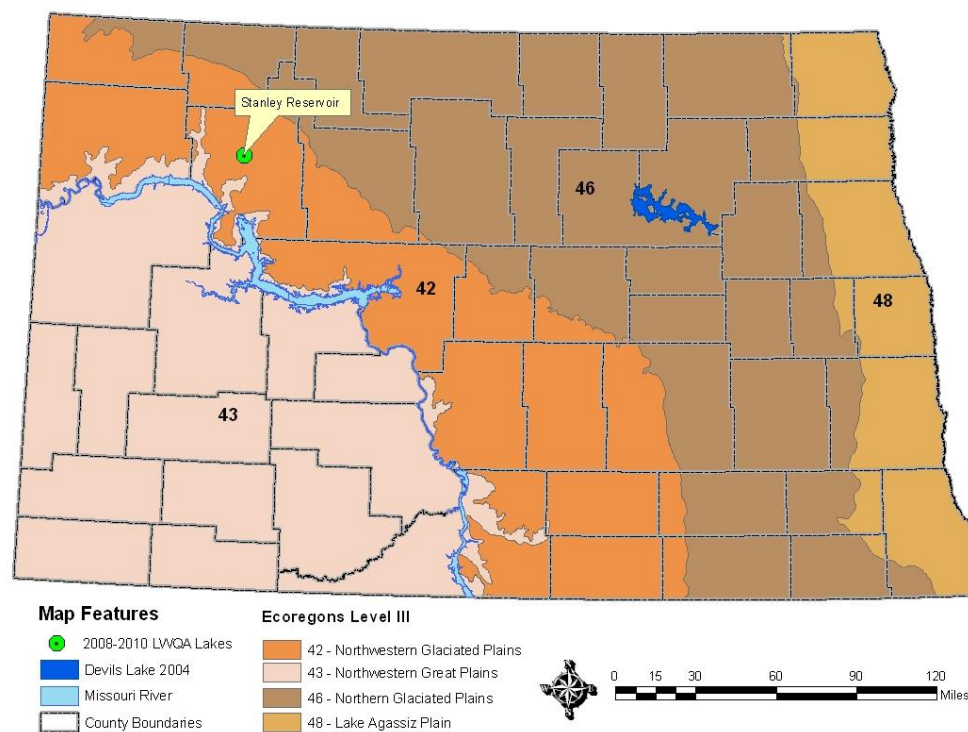 Stanley Reservoir
46
42
48
43
Map Features
2008-2010 LWQA Lakes
Devils Lake 2004
Missouri River
County Boundaries
Ecoregons Level III
42 - Northwestern Glaciated Plains
43 - Northwestern Great Plains
46 - Northern Glaciated Plains
48 - Lake Agassiz Plain
N
E
S
W
0 15 30 60 90 120
Miles